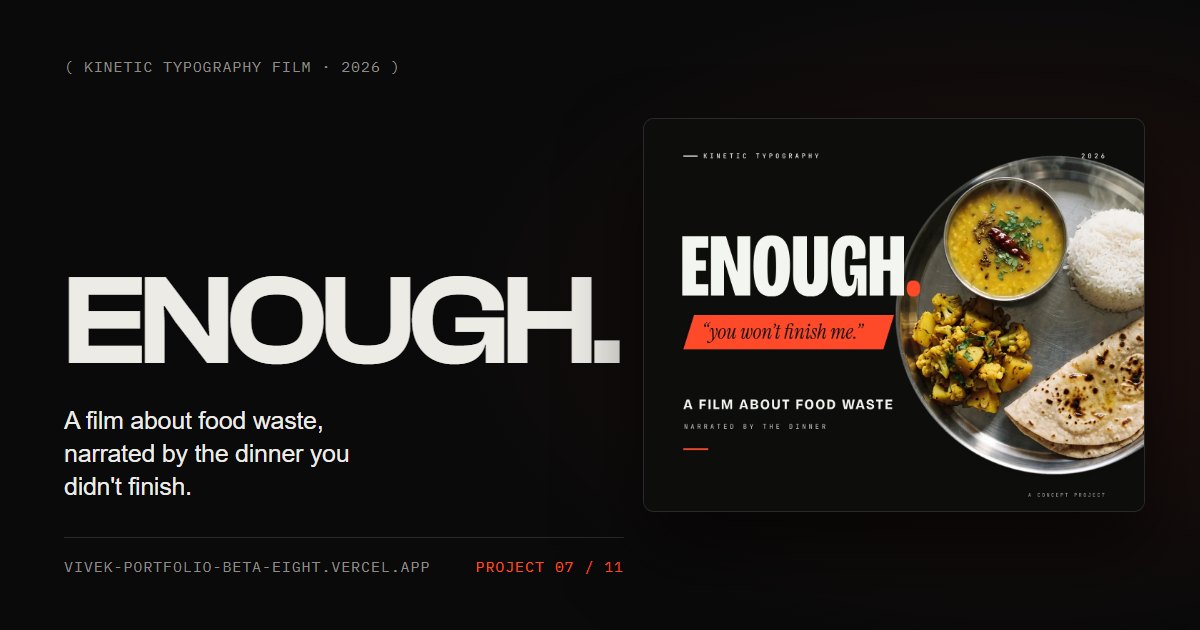 ( KINETIC TYPOGRAPHY FILM · 2026 )
ENOUGH.
A film about food waste,
narrated by the dinner you
didn't finish.
VIVEK-PORTFOLIO-BETA-EIGHT.VERCEL.APP
PROJECT 07 / 11
KINETIC TYPOGRAPHY
2026
ENOUGH.
“you won’t finish me.”
A FILM ABOUT FOOD WASTE
NARRATED BY THE DINNER
A CONCEPT PROJECT